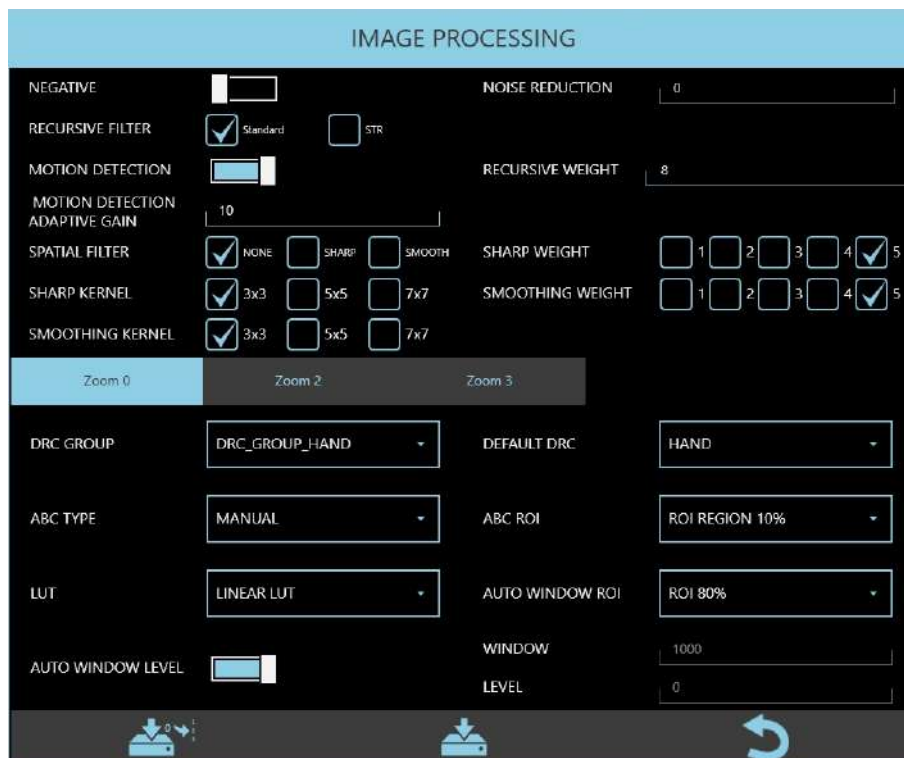 IMAGE PROCESSING
NEGATIVE NOISE REDUCTION 0
RECURSIVE FILTER Standard STR
MOTION DETECTION RECURSIVE WEIGHT 8
MOTION DETECTION
ADAPTIVE GAIN 10
SPATIAL FILTER NONE SHARP SMOOTH SHARP WEIGHT 1 2 3 4 5
SHARP KERNEL 3x3 5x5 7x7 SMOOTHING WEIGHT 1 2 3 4 5
SMOOTHING KERNEL 3x3 5x5 7x7
Zoom 0 Zoom 2 Zoom 3
DRC GROUP DRC_GROUP_HAND DEFAULT DRC HAND
ABC TYPE MANUAL ABC ROI ROI REGION 10%
LUT LINEAR LUT AUTO WINDOW ROI ROI 80%
WINDOW 1000
AUTO WINDOW LEVEL
LEVEL 0
0